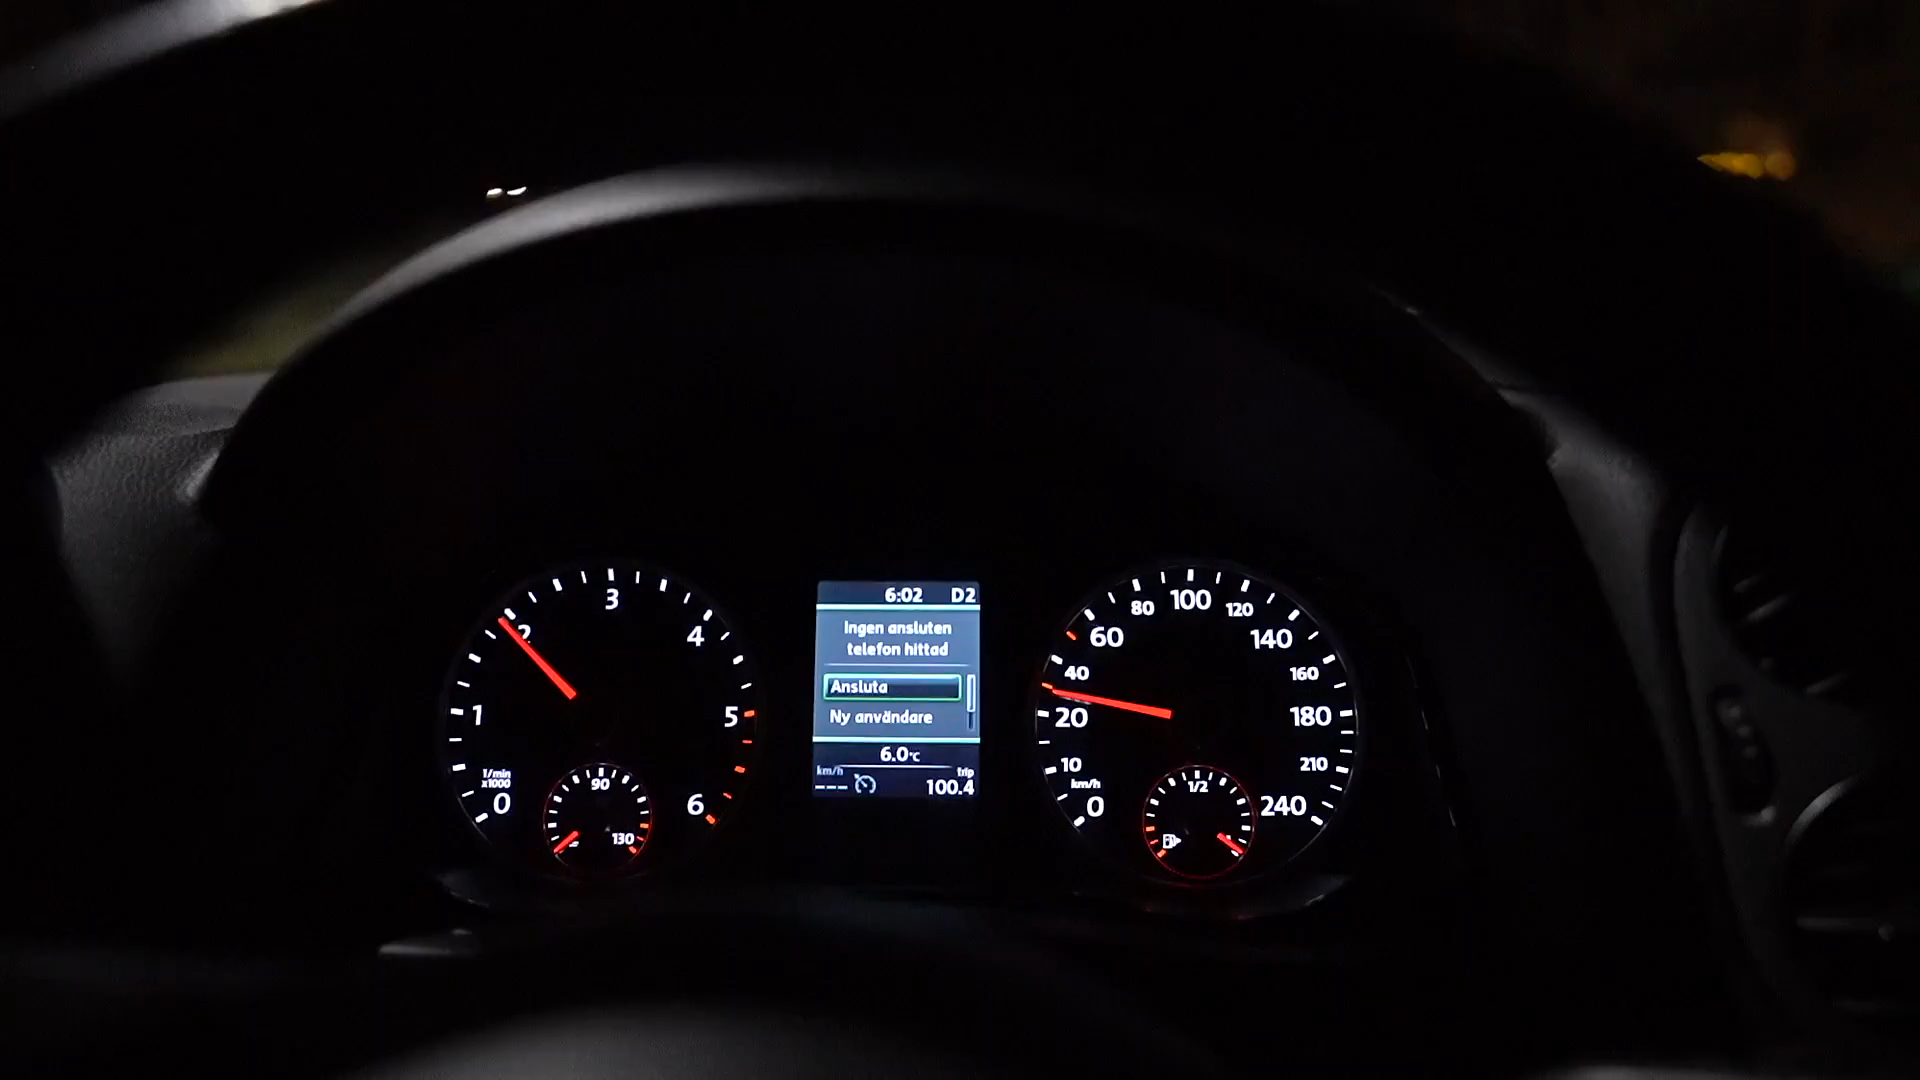 6:02 D2
Ingen ansluten
telefon hittad
Ansluta
Ny användare
6.0°C
km/h trip
--- 100.4
0
1
2
3
4
5
6
1/min
x1000
90
130
0
10
20
40
60
80
100
120
140
160
180
210
240
km/h
1/2